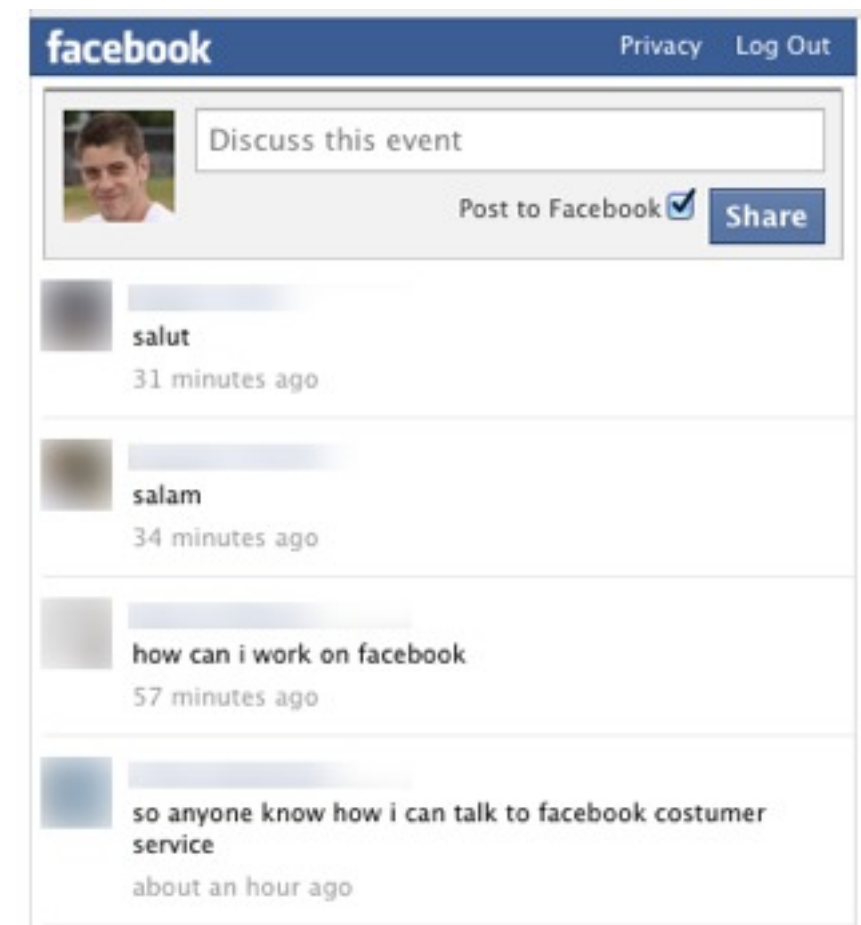 facebook Privacy Log Out
Discuss this event
Post to Facebook Share
salut
31 minutes ago
salam
34 minutes ago
how can i work on facebook
57 minutes ago
so anyone know how i can talk to facebook costumer
service
about an hour ago